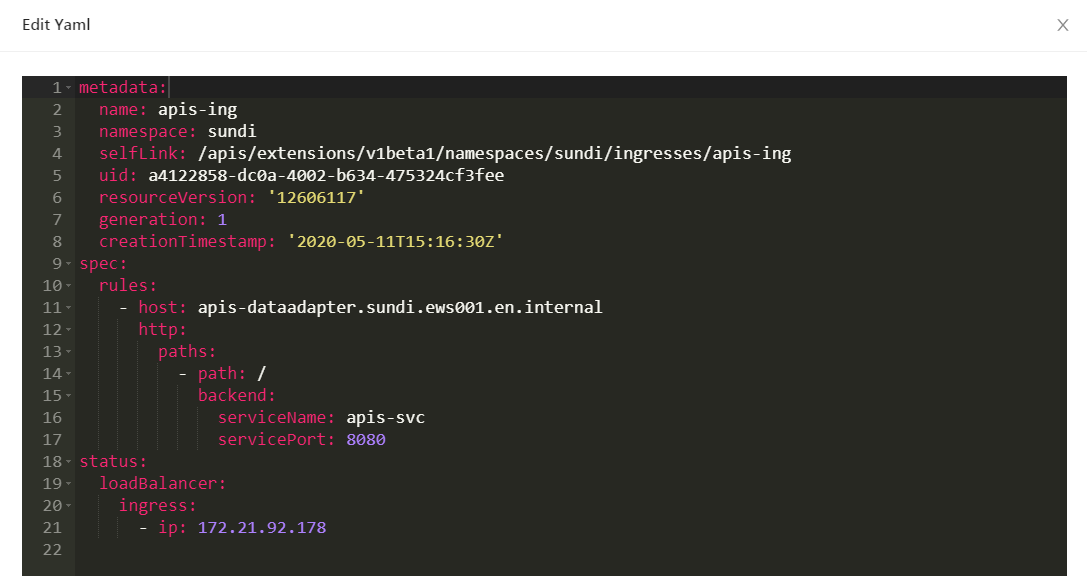 Edit Yaml
1 metadata:
2   name: apis-ing
3   namespace: sundi
4   selfLink: /apis/extensions/v1beta1/namespaces/sundi/ingresses/apis-ing
5   uid: a4122858-dc0a-4002-b634-475324cf3fee
6   resourceVersion: '12606117'
7   generation: 1
8   creationTimestamp: '2020-05-11T15:16:30Z'
9 spec:
10   rules:
11     - host: apis-dataadapter.sundi.ews001.en.internal
12       http:
13         paths:
14           - path: /
15             backend:
16               serviceName: apis-svc
17               servicePort: 8080
18 status:
19   loadBalancer:
20     ingress:
21       - ip: 172.21.92.178
22